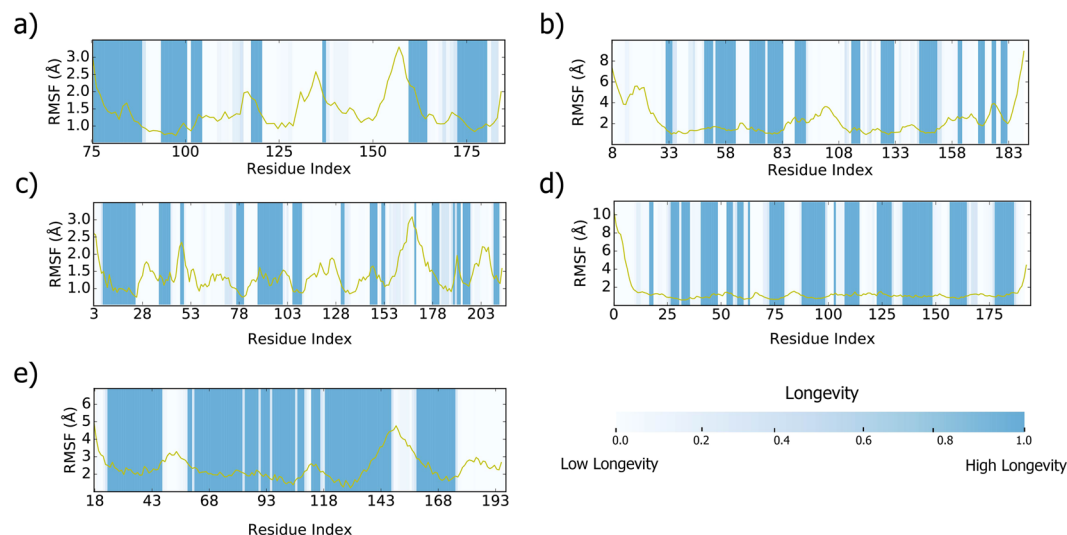 a)
RMSF (Å)
3.5
3.0
2.5
2.0
1.5
1.0
75 100 125 150 175
Residue Index
b)
RMSF (Å)
8
6
4
2
8 33 58 83 108 133 158 183
Residue Index
c)
RMSF (Å)
3.0
2.5
2.0
1.5
1.0
3 28 53 78 103 128 153 178 203
Residue Index
d)
RMSF (Å)
10
8
6
4
2
0 25 50 75 100 125 150 175
Residue Index
e)
RMSF (Å)
6
5
4
3
2
18 43 68 93 118 143 168 193
Residue Index
Longevity
0.0 0.2 0.4 0.6 0.8 1.0
Low Longevity High Longevity